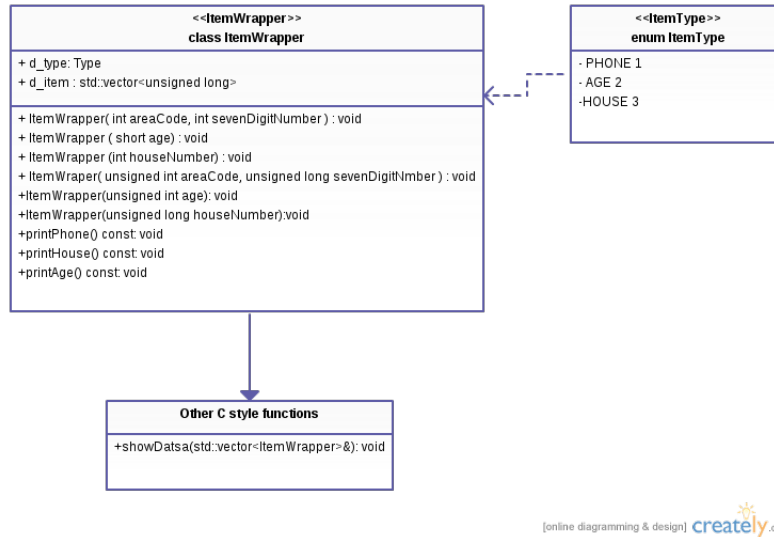 <<ItemWrapper>>
class ItemWrapper
+ d_type: Type
+ d_item : std::vector<unsigned long>
+ ItemWrapper( int areaCode, int sevenDigitNumber ) : void
+ ItemWrapper ( short age) : void
+ ItemWrapper (int houseNumber) : void
+ ItemWraper( unsigned int areaCode, unsigned long sevenDigitNmber ) : void
+ItemWrapper(unsigned int age): void
+ItemWrapper(unsigned long houseNumber):void
+printPhone() const: void
+printHouse() const: void
+printAge() const: void
<<ItemType>>
enum ItemType
- PHONE 1
- AGE 2
-HOUSE 3
Other C style functions
+showDatsa(std::vector<ItemWrapper>&): void
[online diagramming & design] creately.c